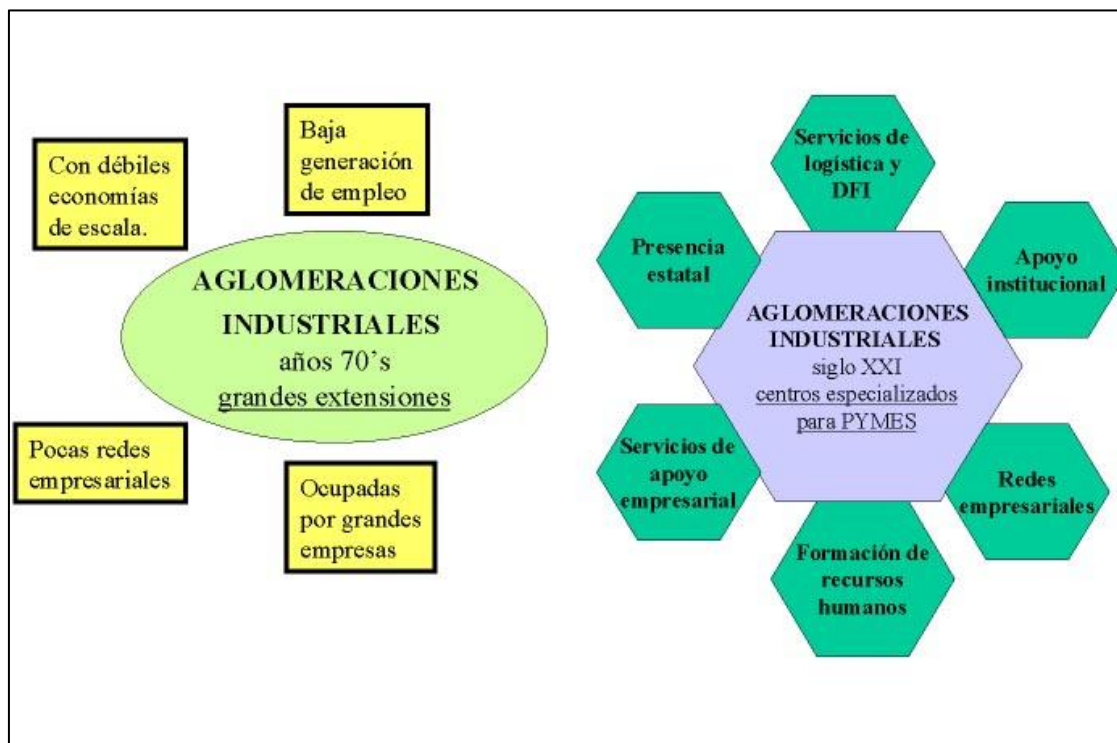 Con débiles
economías
de escala.
Baja
generación
de empleo
AGLOMERACIONES
INDUSTRIALES
años 70's
grandes extensiones
Pocas redes
empresariales
Ocupadas
por grandes
empresas
Servicios de
logística y
DFI
Presencia
estatal
Apoyo
institucional
AGLOMERACIONES
INDUSTRIALES
siglo XXI
centros especializados
para PYMES
Servicios de
apoyo
empresarial
Redes
empresariales
Formación de
recursos
humanos